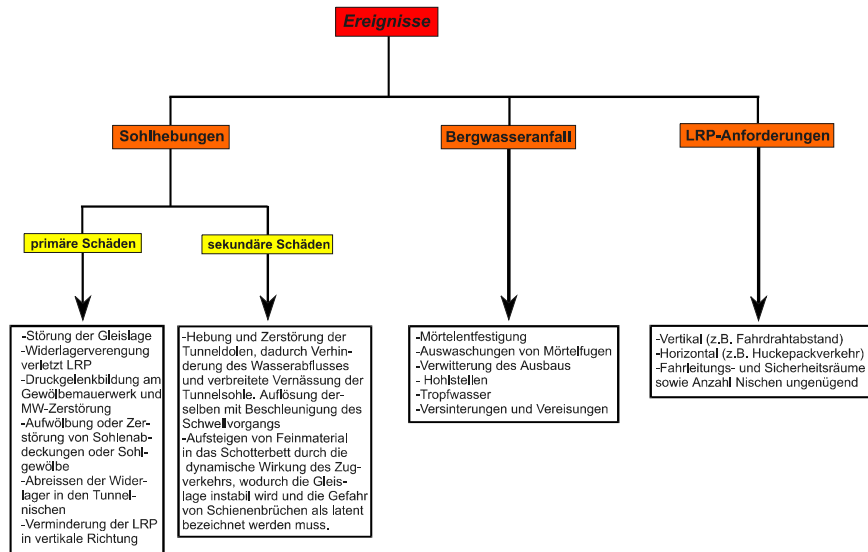 Ereignisse
Sohlhebungen
Bergwasseranfall
LRP-Anforderungen
primäre Schäden
sekundäre Schäden
-Störung der Gleislage
-Widerlagerverengung
verletzt LRP
-Druckgelenkbildung am
Gewölbemauerwerk und
MW-Zerstörung
-Aufwölbung oder Zer-
störung von Sohlenab-
deckungen oder Sohl-
gewölbe
-Abreissen der Wider-
lager in den Tunnel-
nischen
-Verminderung der LRP
in vertikale Richtung
-Hebung und Zerstörung der
Tunneldolen, dadurch Verhin-
derung des Wasserabflusses
und verbreitete Vernässung der
Tunnelsohle. Auflösung der-
selben mit Beschleunigung des
Schwellvorgangs
-Aufsteigen von Feinmaterial
in das Schotterbett durch die
dynamische Wirkung des Zug-
verkehrs, wodurch die Gleis-
lage instabil wird und die Gefahr
von Schienenbrüchen als latent
bezeichnet werden muss.
-Mörtelentfestigung
-Auswaschungen von Mörtelfugen
-Verwitterung des Ausbaus
- Hohlstellen
-Tropfwasser
-Versinterungen und Vereisungen
-Vertikal (z.B. Fahrdrahtabstand)
-Horizontal (z.B. Huckepackverkehr)
-Fahrleitungs- und Sicherheitsräume
sowie Anzahl Nischen ungenügend